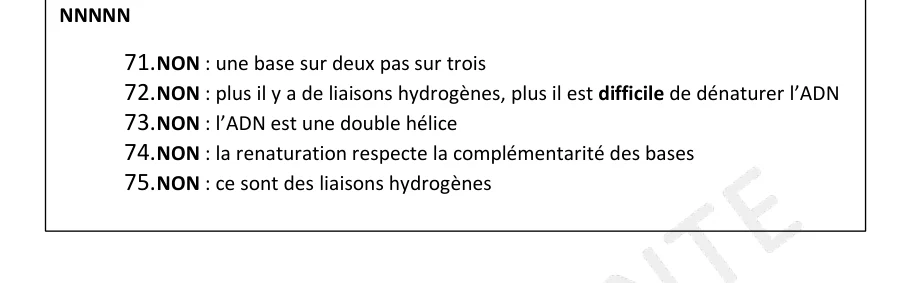 NNNNN
71.NON : une base sur deux pas sur trois
72.NON : plus il y a de liaisons hydrogènes, plus il est difficile de dénaturer l’ADN
73.NON : l’ADN est une double hélice
74.NON : la renaturation respecte la complémentarité des bases
75.NON : ce sont des liaisons hydrogènes
NTE